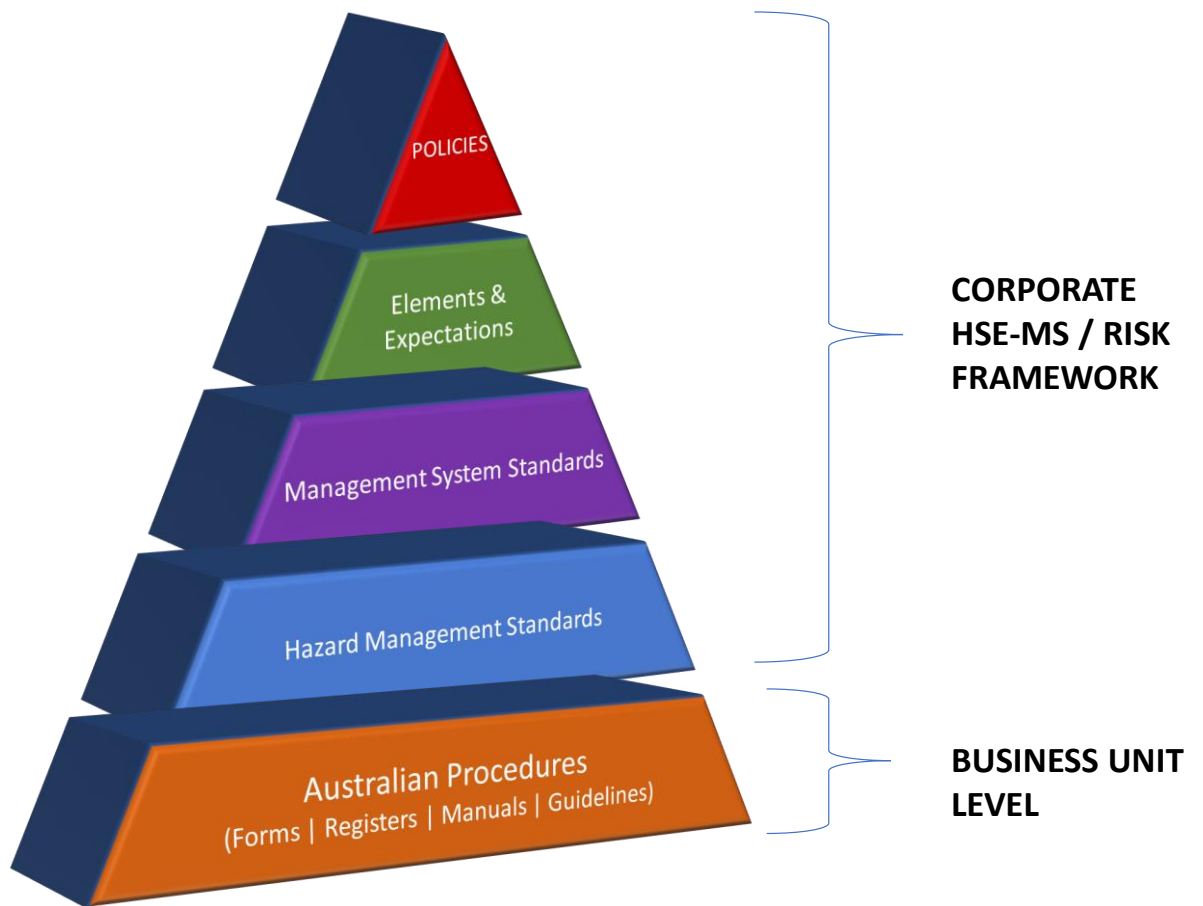 POLICIES
Elements &
Expectations
Management System Standards
Hazard Management Standards
Australian Procedures
(Forms | Registers | Manuals | Guidelines)
CORPORATE
HSE-MS / RISK
FRAMEWORK
BUSINESS UNIT
LEVEL